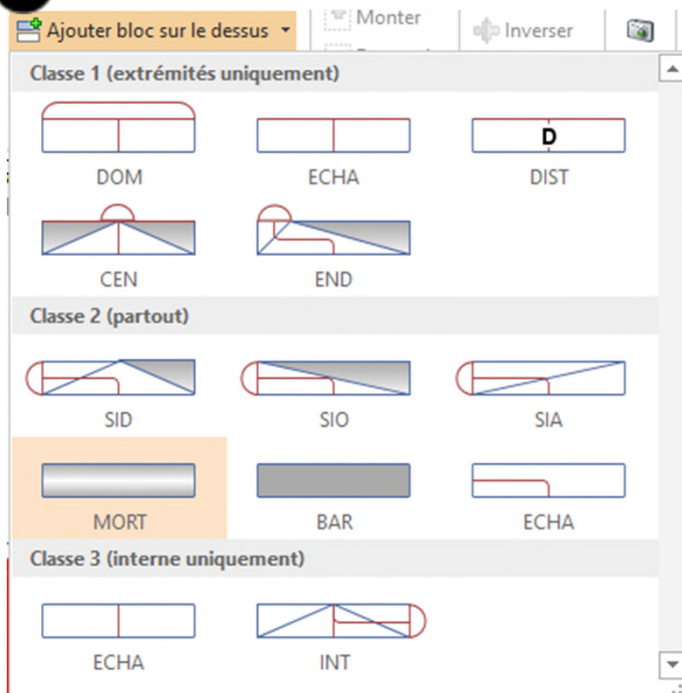 Ajouter bloc sur le dessus
Monter
Inverser
Classe 1 (extrémités uniquement)
DOM ECHA DIST
D
CEN END
Classe 2 (partout)
SID SIO SIA
MORT BAR ECHA
Classe 3 (interne uniquement)
ECHA INT